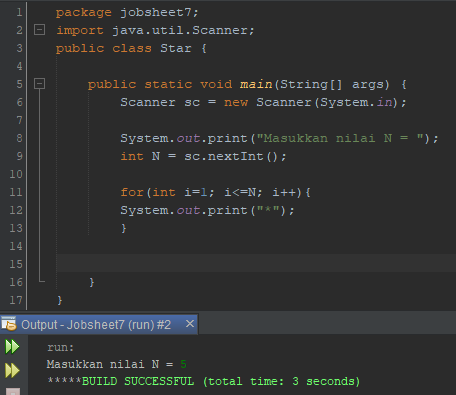 1 package jobsheet7;
2 import java.util.Scanner;
3 public class Star {
4
5 public static void main(String[] args) {
6 Scanner sc = new Scanner(System.in);
7
8 System.out.print("Masukkan nilai N = ");
9 int N = sc.nextInt();
10
11 for(int i=1; i<=N; i++){
12 System.out.print("*");
13 }
14
15
16 }
17 }
Output - Jobsheet7 (run) #2 ×
run:
Masukkan nilai N = 5
*****BUILD SUCCESSFUL (total time: 3 seconds)